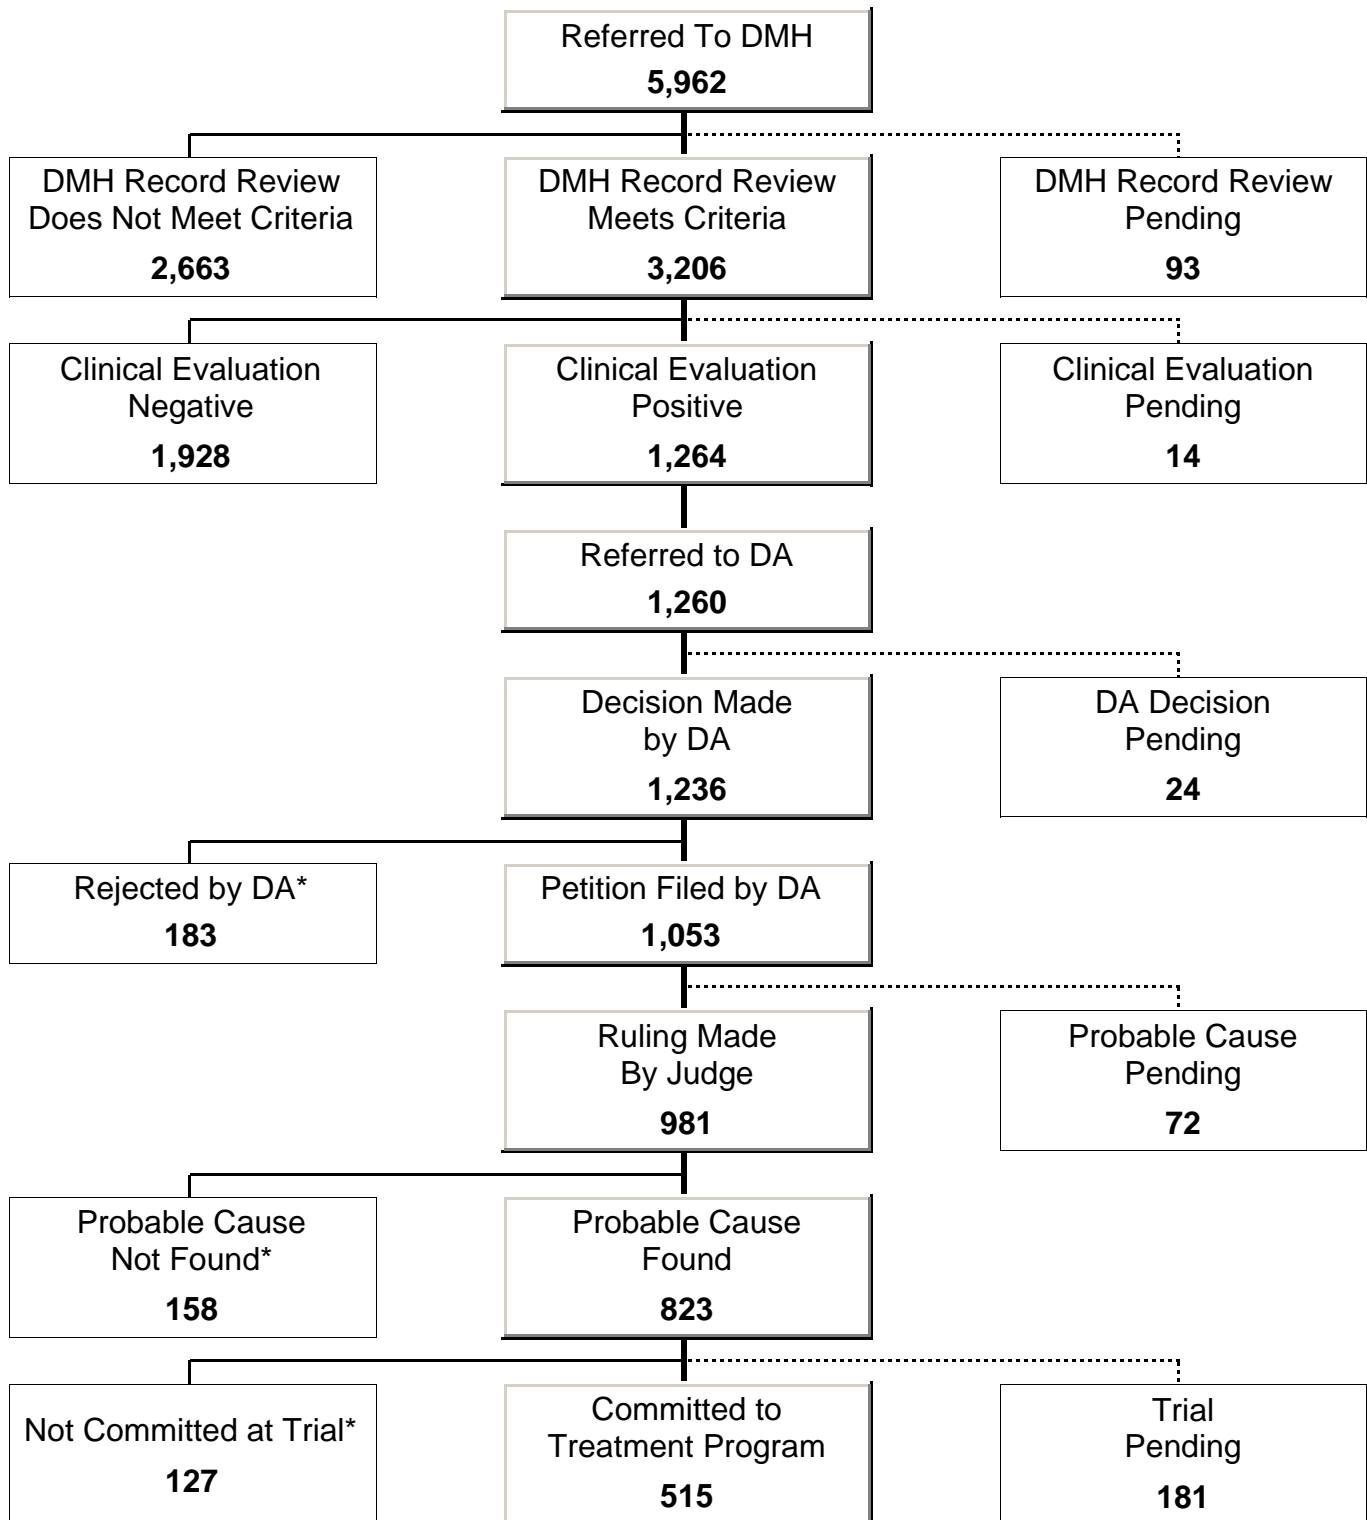 Referred To DMH
5,962
DMH Record Review
Does Not Meet Criteria
2,663
DMH Record Review
Meets Criteria
3,206
DMH Record Review
Pending
93
Clinical Evaluation
Negative
1,928
Clinical Evaluation
Positive
1,264
Clinical Evaluation
Pending
14
Referred to DA
1,260
Decision Made
by DA
1,236
DA Decision
Pending
24
Rejected by DA*
183
Petition Filed by DA
1,053
Ruling Made
By Judge
981
Probable Cause
Pending
72
Probable Cause
Not Found*
158
Probable Cause
Found
823
Not Committed at Trial*
127
Committed to
Treatment Program
515
Trial
Pending
181